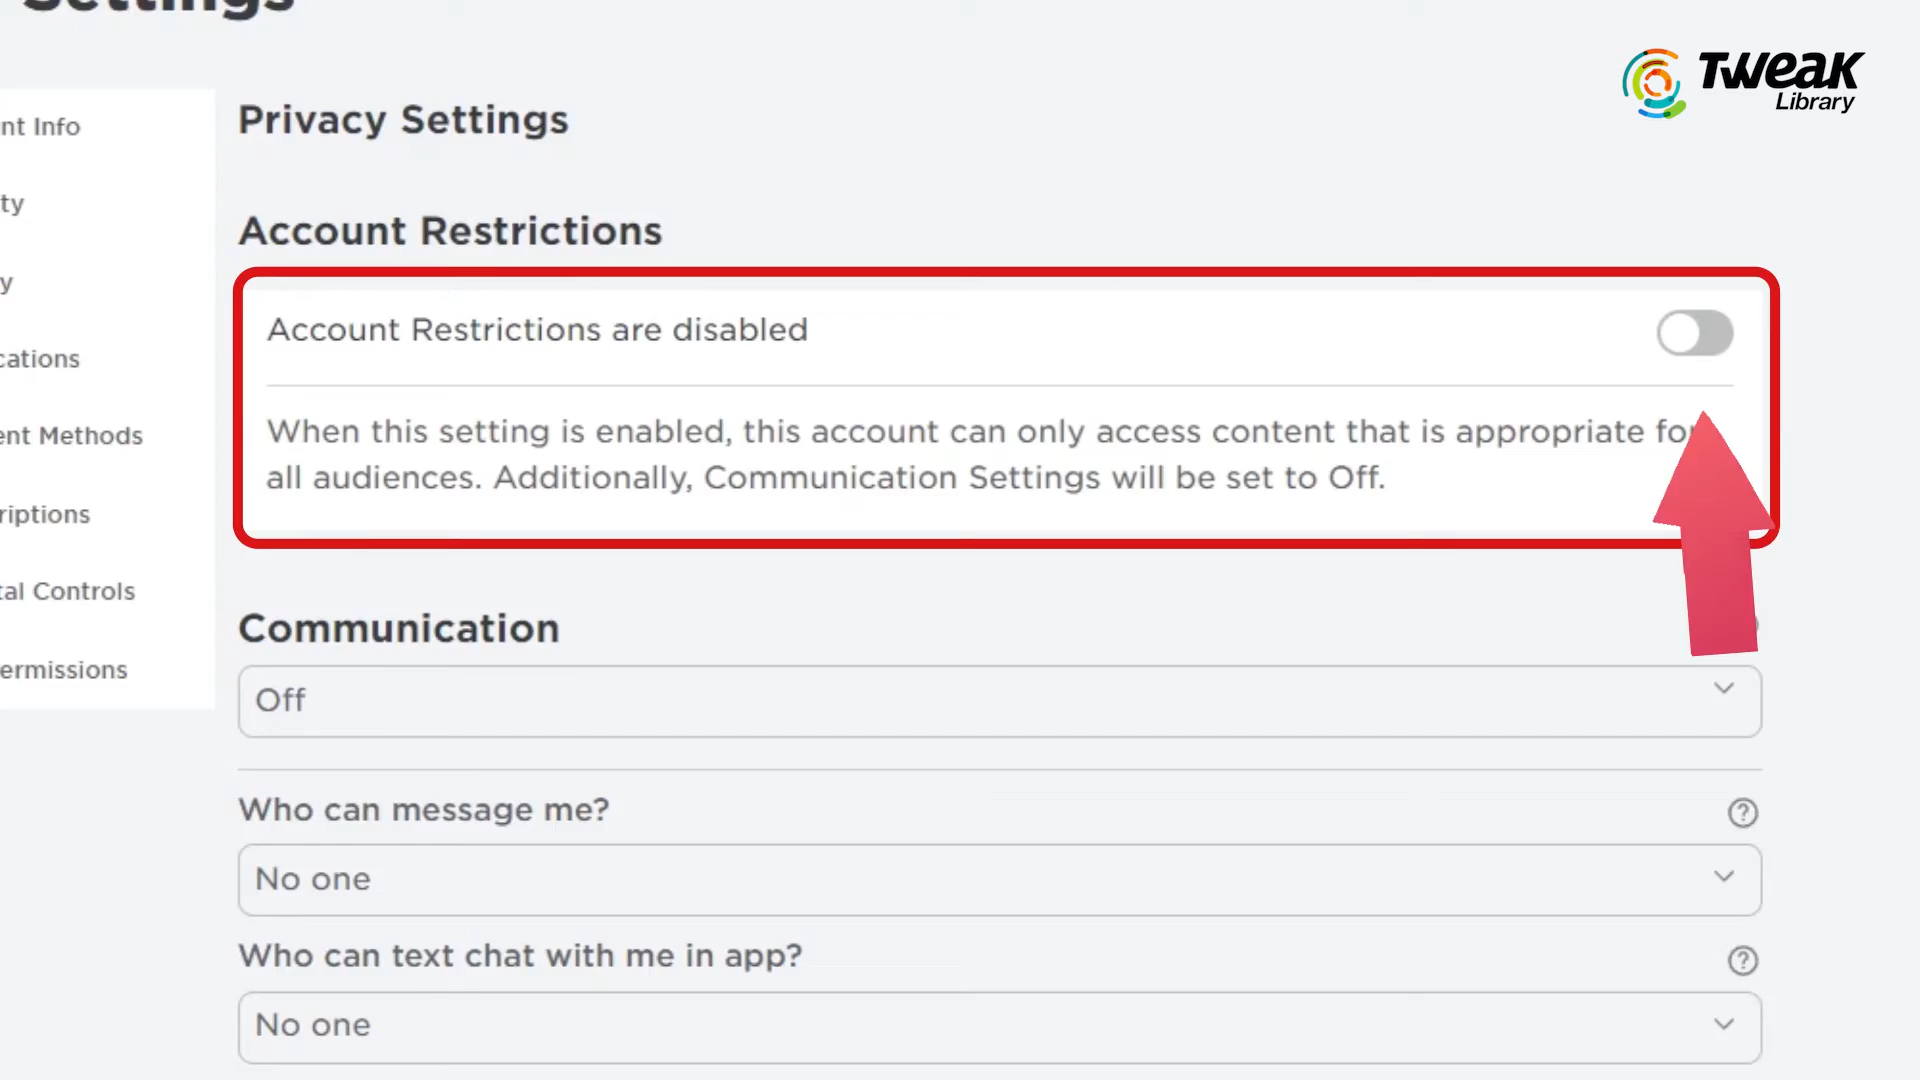 Settings
Tweak
Library
nt Info
ty
y
cations
ent Methods
riptions
tal Controls
ermissions
Privacy Settings
Account Restrictions
Account Restrictions are disabled
When this setting is enabled, this account can only access content that is appropriate for
all audiences. Additionally, Communication Settings will be set to Off.
Communication
Off
Who can message me?
No one
Who can text chat with me in app?
No one